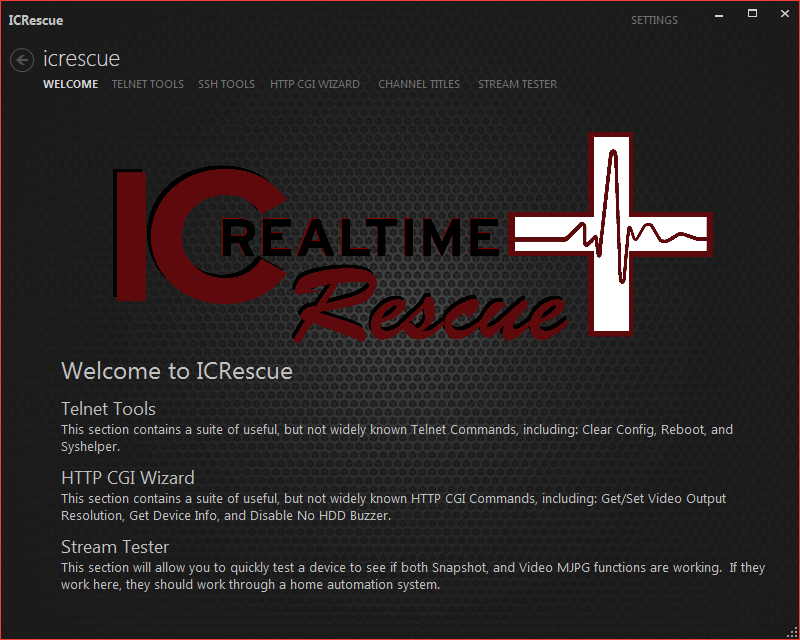 ICRescue
SETTINGS
icrescue
WELCOME TELNET TOOLS SSH TOOLS HTTP CGI WIZARD CHANNEL TITLES STREAM TESTER
IC REALTIME
Rescue
Welcome to ICRescue
Telnet Tools
This section contains a suite of useful, but not widely known Telnet Commands, including: Clear Config, Reboot, and
Syshelper.
HTTP CGI Wizard
This section contains a suite of useful, but not widely known HTTP CGI Commands, including: Get/Set Video Output
Resolution, Get Device Info, and Disable No HDD Buzzer.
Stream Tester
This section will allow you to quickly test a device to see if both Snapshot, and Video MJPG functions are working.  If they
work here, they should work through a home automation system.